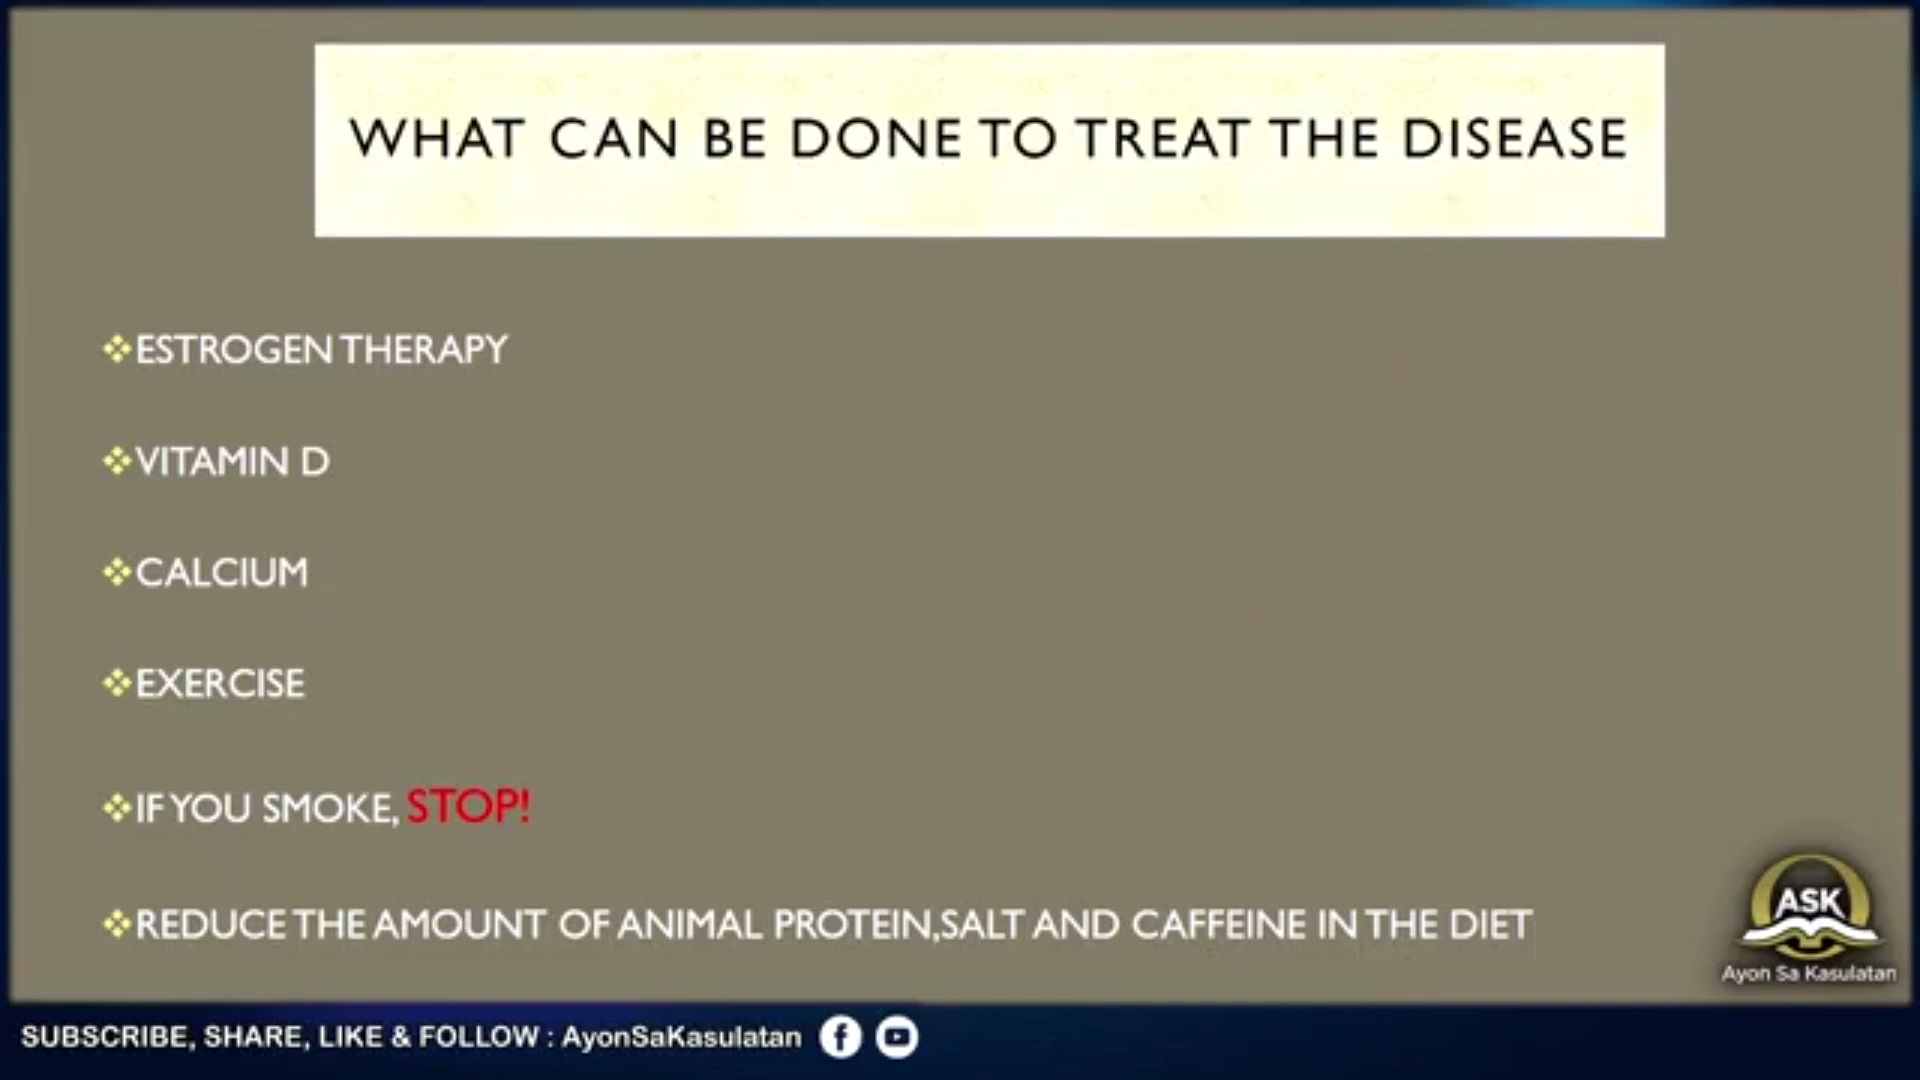 WHAT CAN BE DONE TO TREAT THE DISEASE
ESTROGEN THERAPY
VITAMIN D
CALCIUM
EXERCISE
IF YOU SMOKE, STOP!
REDUCE THE AMOUNT OF ANIMAL PROTEIN,SALT AND CAFFEINE IN THE DIET
ASK
Ayon Sa Kasulatan
SUBSCRIBE, SHARE, LIKE & FOLLOW : AyonSaKasulatan